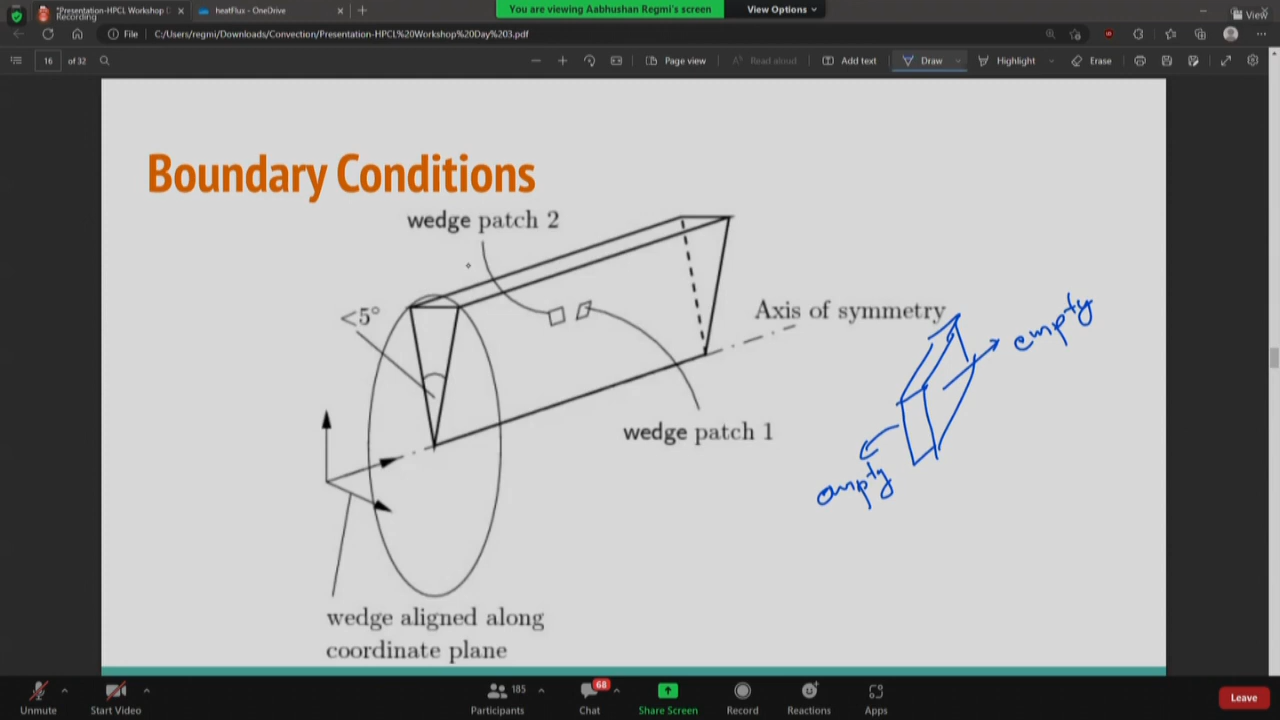 "Presentation-HPCL Workshop D
Recording
heatFlux - OneDrive
You are viewing Aabhushan Regmi's screen
View Options
View
File
C:/Users/regmi/Downloads/Convection/Presentation-HPCL%20Workshop%20Day%203.pdf
16 of 32
Page view
Read aloud
Add text
Draw
Highlight
Erase
Boundary Conditions
wedge patch 2
<5°
Axis of symmetry
empty
wedge patch 1
empty
wedge aligned along
coordinate plane
Unmute
Start Video
185
Participants
68
Chat
Share Screen
Record
Reactions
Apps
Leave